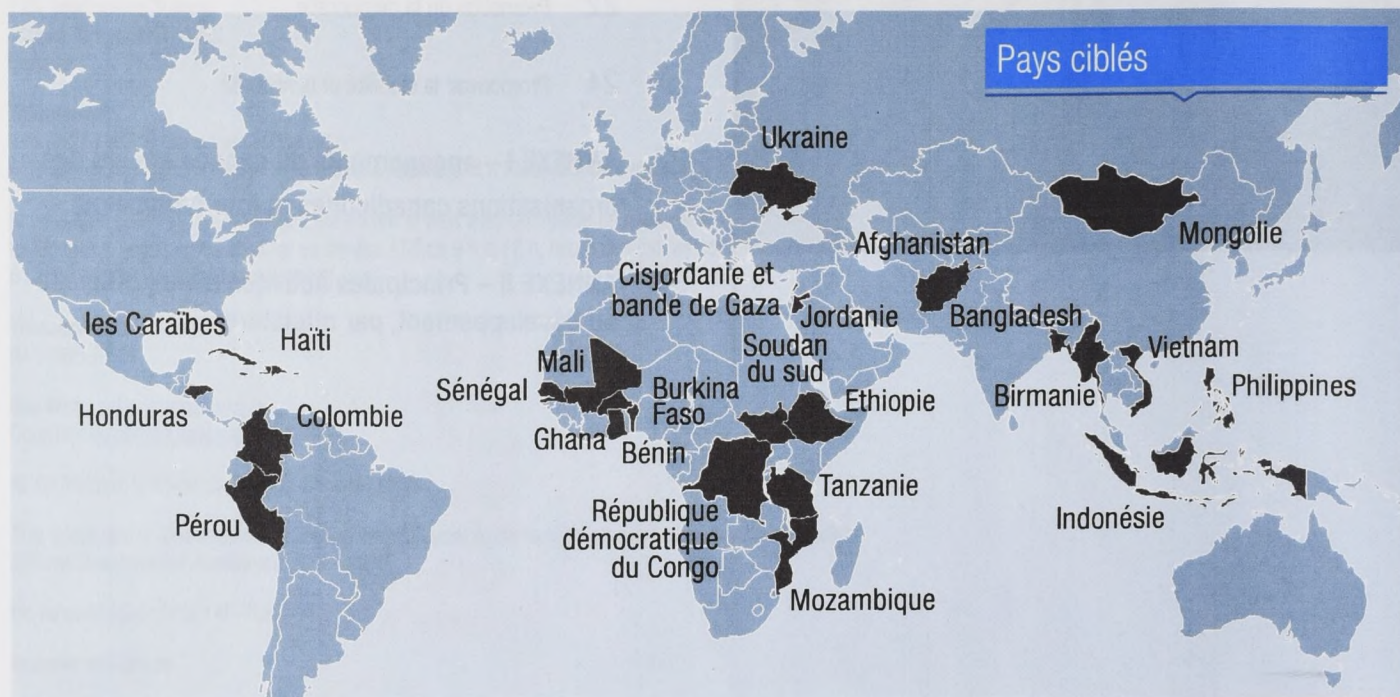 Pays ciblés
Ukraine
Mongolie
Afghanistan
Cisjordanie et
bande de Gaza
Jordanie
Bangladesh
les Caraïbes
Haïti
Mali
Soudan
du sud
Vietnam
Sénégal
Burkina
Faso
Ethiopie
Birmanie
Philippines
Honduras
Colombie
Ghana
Bénin
Tanzanie
Pérou
République
démocratique
du Congo
Indonésie
Mozambique